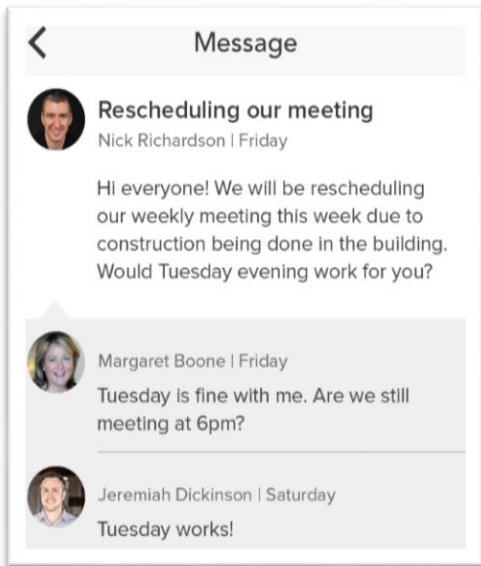 Message
Rescheduling our meeting
Nick Richardson | Friday
Hi everyone! We will be rescheduling
our weekly meeting this week due to
construction being done in the building.
Would Tuesday evening work for you?
Margaret Boone | Friday
Tuesday is fine with me. Are we still
meeting at 6pm?
Jeremiah Dickinson | Saturday
Tuesday works!